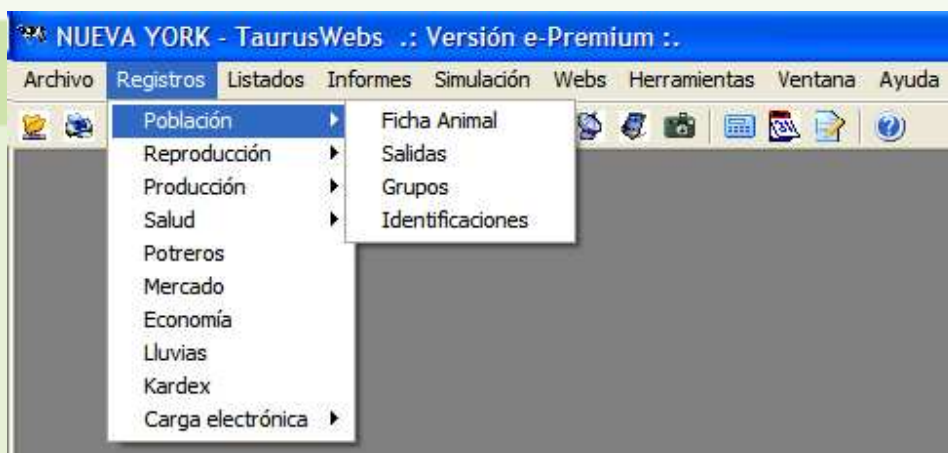 NUEVA YORK - TaurusWebs .: Versión e-Premium :.
Archivo Registros Listados Informes Simulación Webs Herramientas Ventana Ayuda
Población Ficha Animal
Reproducción Salidas
Producción Grupos
Salud Identificaciones
Potreros
Mercado
Economía
Lluvias
Kardex
Carga electrónica